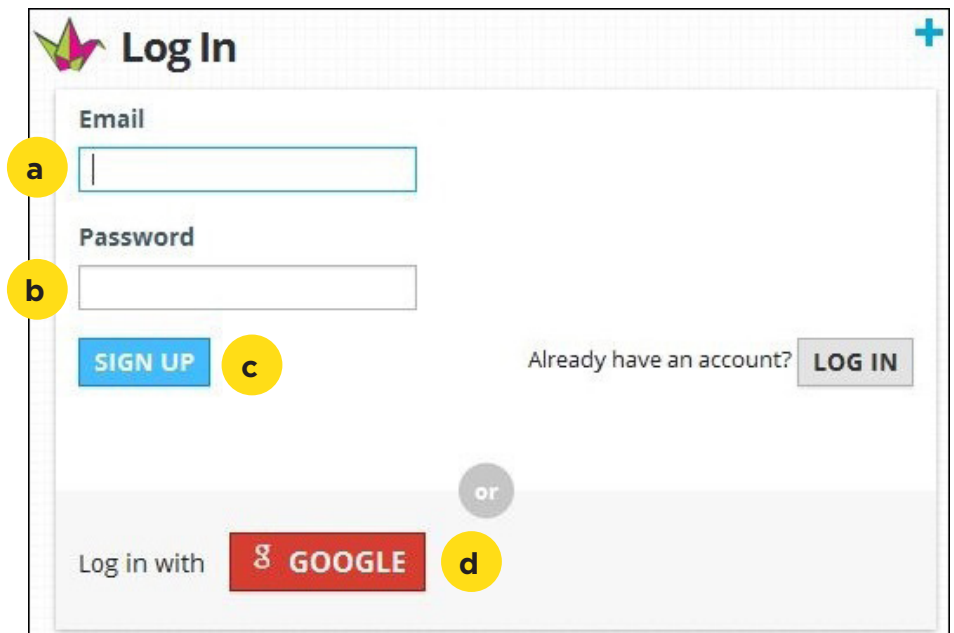 Log In
Email
a
Password
b
SIGN UP c Already have an account? LOG IN
or
Log in with g GOOGLE d